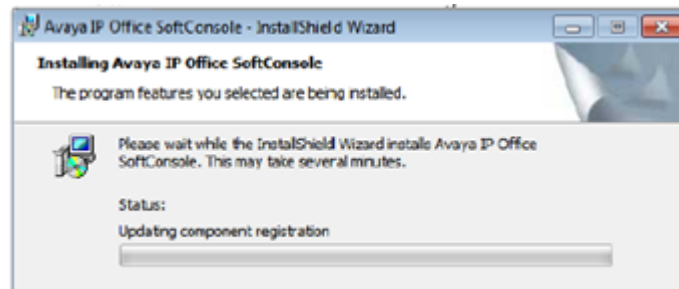 Avaya IP Office SoftConsole - InstallShield Wizard
Installing Avaya IP Office SoftConsole
The program features you selected are being installed.
Please wait while the InstallShield Wizard installs Avaya IP Office
SoftConsole. This may take several minutes.
Status:
Updating component registration